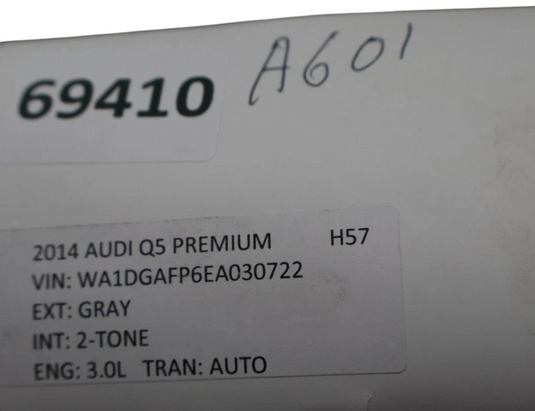 69410 A601
2014 AUDI Q5 PREMIUM H57
VIN: WA1DGAFP6EA030722
EXT: GRAY
INT: 2-TONE
ENG: 3.0L TRAN: AUTO